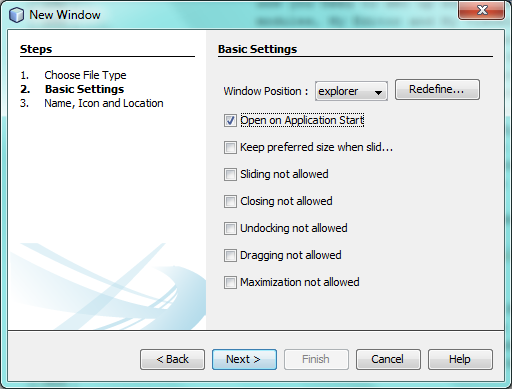 New Window
Steps
1. Choose File Type
2. Basic Settings
3. Name, Icon and Location
Basic Settings
Window Position : explorer Redefine...
Open on Application Start
Keep preferred size when slid...
Sliding not allowed
Closing not allowed
Undocking not allowed
Dragging not allowed
Maximization not allowed
< Back Next > Finish Cancel Help